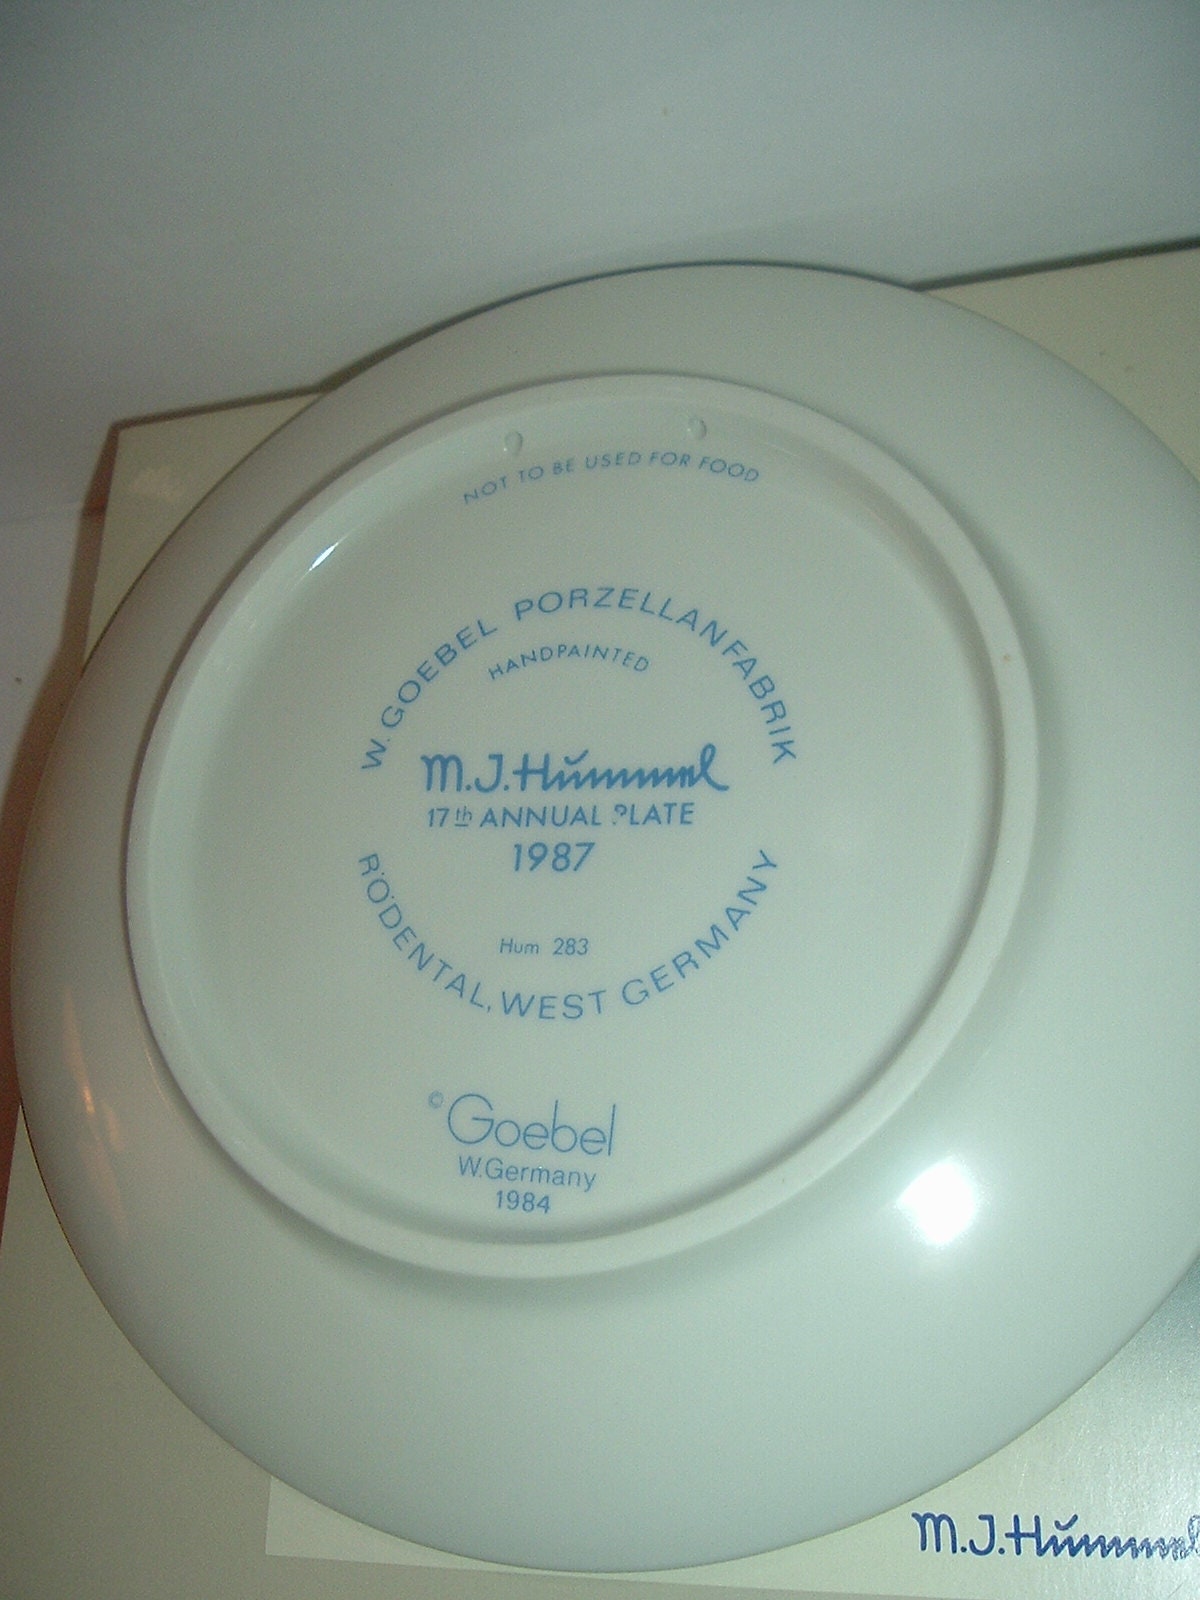 NOT TO BE USED FOR FOOD
W. GOEBEL PORZELLANFABRIK
HANDPAINTED
M.J.Hummel
17th ANNUAL PLATE
1987
Hum 283
RÖDENTAL, WEST GERMANY
© Goebel
W.Germany
1984
M.J.Hummel